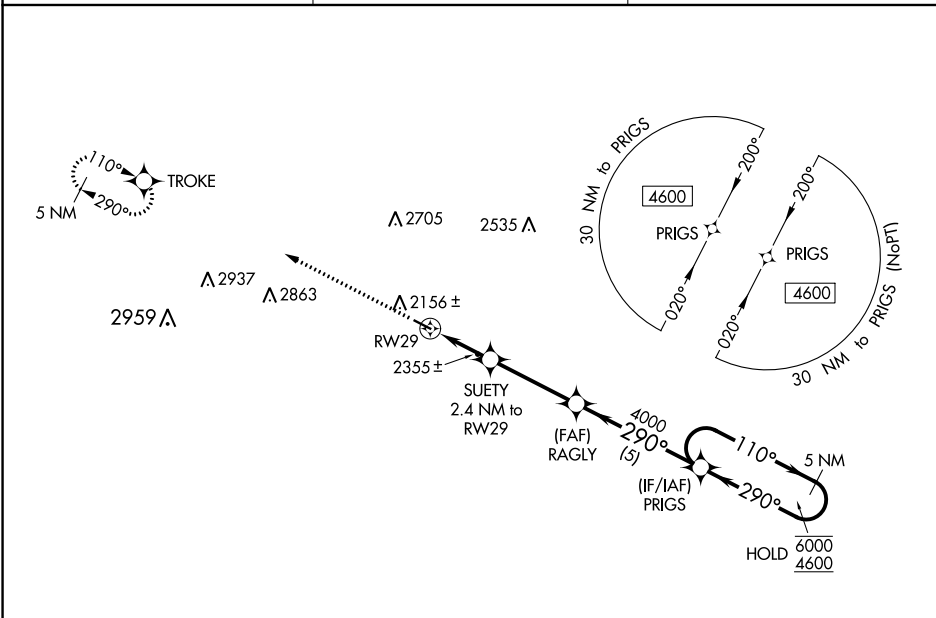 110°
TROKE
290°
5 NM
2705
2535
2937
2863
2959
2156 ±
RW29
2355 ±
SUETY
2.4 NM to
RW29
(FAF)
RAGLY
4000
290°
(5)
(IF/IAF)
PRIGS
110°
5 NM
290°
HOLD
6000
4600
30 NM to PRIGS
200°
4600
PRIGS
020°
200°
PRIGS
4600
020°
30 NM to PRIGS (NoPT)